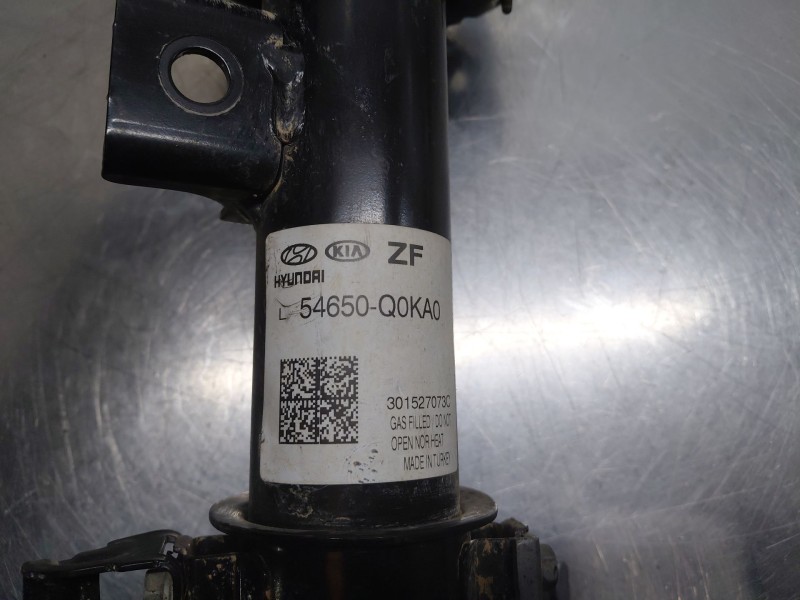 KIA ZF
HYUNDAI
L 54650-Q0KA0
301527073C
GAS FILLED / DO NOT
OPEN NOR HEAT
MADE IN TURKEY